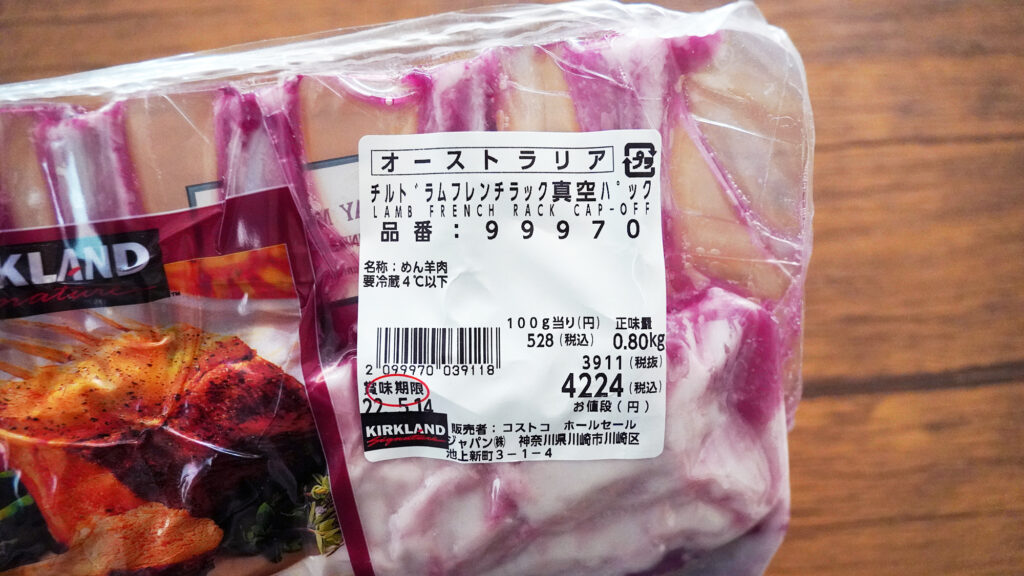 オーストラリア
プラ
チルド ラムフレンチラック真空パック
LAMB FRENCH RACK CAP-OFF
品番:99970
名称:めん羊肉
要冷蔵4℃以下
100g当り(円) 正味量
528(税込) 0.80kg
2 099970 039118
3911(税抜)
4224(税込)
お値段(円)
賞味期限
22. 5.14
KIRKLAND
Signature
販売者:コストコ ホールセール
ジャパン㈱ 神奈川県川崎市川崎区
池上新町3-1-4
RKLAND